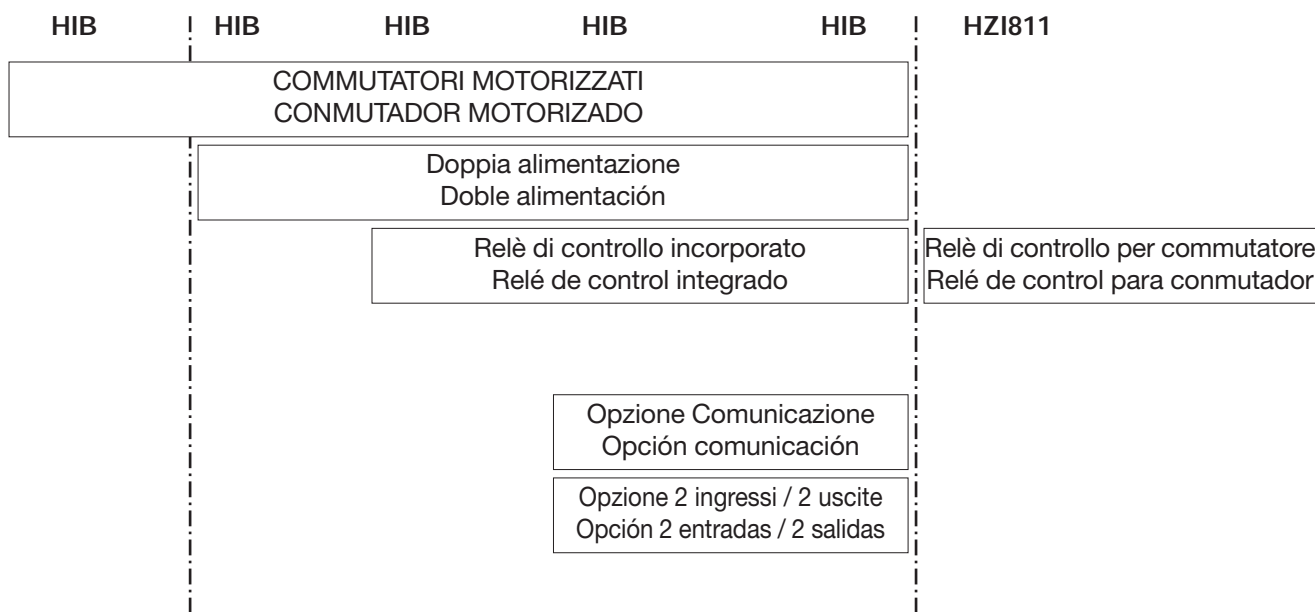 HIB HIB HIB HIB HIB HZI811
COMMUTATORI MOTORIZZATI
CONMUTADOR MOTORIZADO
Doppia alimentazione
Doble alimentación
Relè di controllo incorporato
Relé de control integrado
Relè di controllo per commutatore
Relé de control para conmutador
Opzione Comunicazione
Opción comunicación
Opzione 2 ingressi / 2 uscite
Opción 2 entradas / 2 salidas